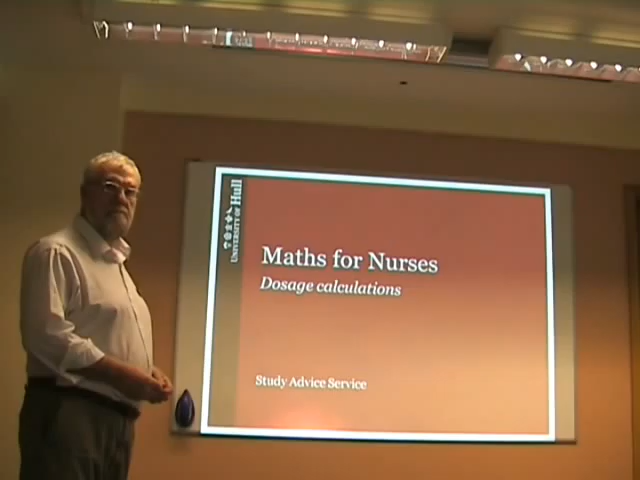 UNIVERSITY OF Hull
Maths for Nurses
Dosage calculations
Study Advice Service